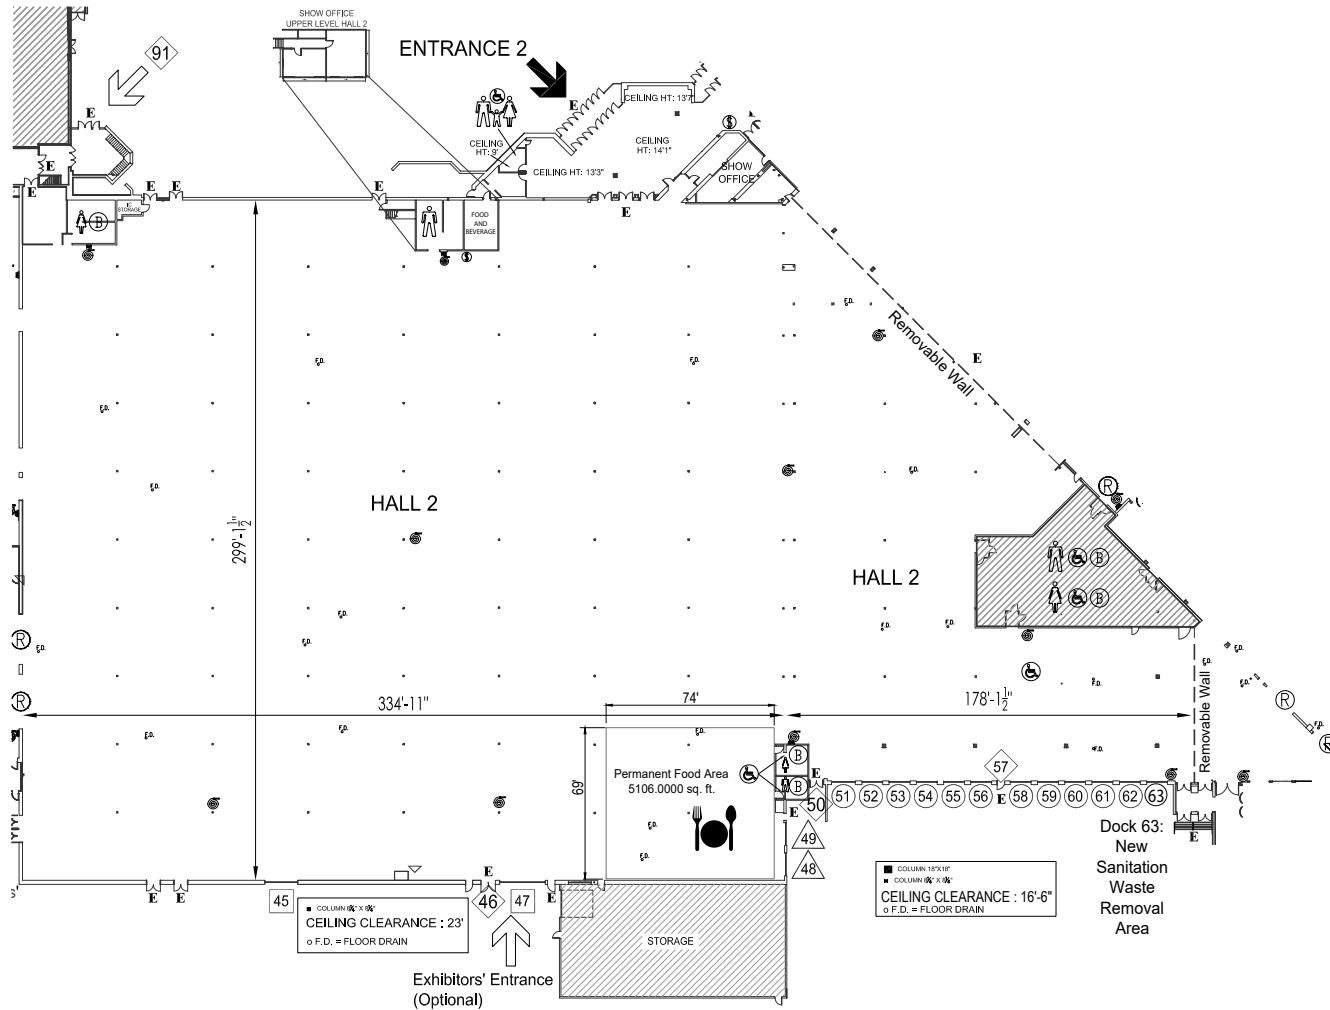 SHOW OFFICE
UPPER LEVEL HALL 2
ENTRANCE 2
91
E
E
CEILING HT: 13'7"
$
CEILING
HT: 9'
CEILING
HT: 14'1"
SHOW
OFFICE
CEILING HT: 13'3"
E
E
E
E
E
E
E
STORAGE
B
FOOD
AND
BEVERAGE
$
F.D.
Removable Wall
E
F.D.
F.D.
F.D.
F.D.
F.D.
R
HALL 2
299'-1 1/2"
HALL 2
B
B
F.D.
F.D.
F.D.
F.D.
R
F.D.
F.D.
F.D.
F.D.
R
334'-11"
74'
178'-1 1/2"
Removable Wall
R
F.D.
R
F.D.
F.D.
F.D.
F.D.
69'
Permanent Food Area
5106.0000 sq. ft.
B
B
E
57
50
51
52
53
54
55
56
E
58
59
60
61
62
63
E
F.D.
F.D.
49
48
Dock 63:
New
Sanitation
Waste
Removal
Area
E
COLUMN 18"X18"
CEILING CLEARANCE : 16'-6"
o F.D. = FLOOR DRAIN
E
E
E
E
45
46
47
CEILING CLEARANCE : 23'
o F.D. = FLOOR DRAIN
STORAGE
Exhibitors' Entrance
(Optional)